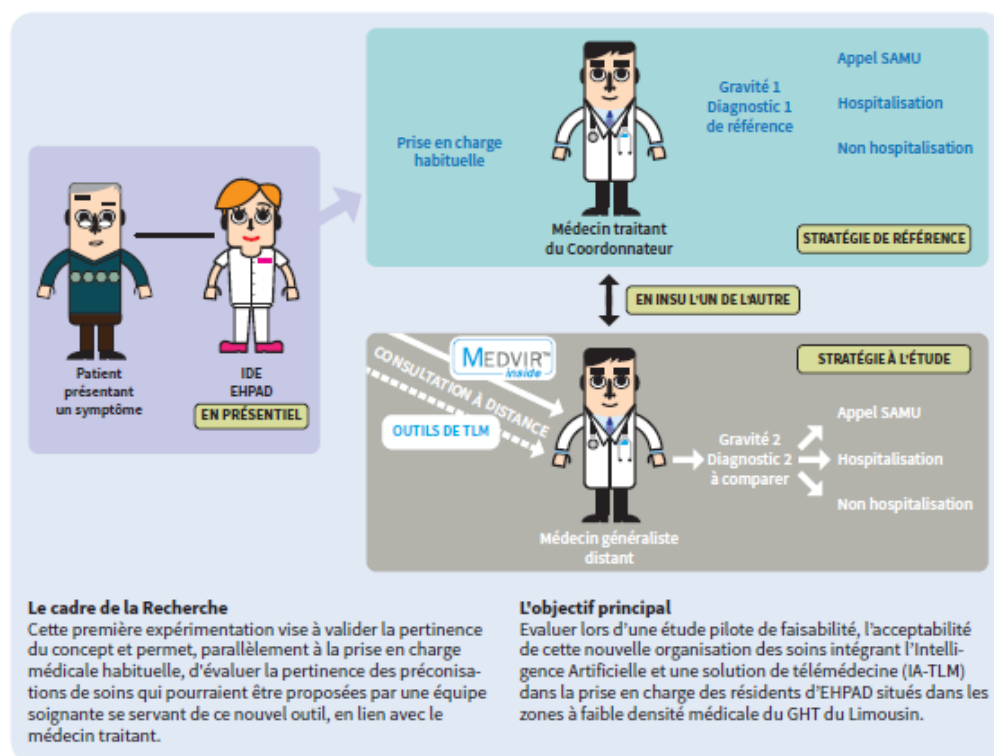 Patient
présentant
un symptôme
IDE
EHPAD
EN PRÉSENTIEL
Prise en charge
habituelle
Médecin traitant
du Coordonnateur
Gravité 1
Diagnostic 1
de référence
Appel SAMU
Hospitalisation
Non hospitalisation
STRATÉGIE DE RÉFÉRENCE
EN INSU L'UN DE L'AUTRE
MEDVIR™
inside
CONSULTATION À DISTANCE
OUTILS DE TLM
Médecin généraliste
distant
STRATÉGIE À L'ÉTUDE
Gravité 2
Diagnostic 2
à comparer
Appel SAMU
Hospitalisation
Non hospitalisation
Le cadre de la Recherche
Cette première expérimentation vise à valider la pertinence
du concept et permet, parallèlement à la prise en charge
médicale habituelle, d'évaluer la pertinence des préconisa-
tions de soins qui pourraient être proposées par une équipe
soignante se servant de ce nouvel outil, en lien avec le
médecin traitant.
L'objectif principal
Evaluer lors d'une étude pilote de faisabilité, l'acceptabilité
de cette nouvelle organisation des soins intégrant l'Intelli-
gence Artificielle et une solution de télémédecine (IA-TLM)
dans la prise en charge des résidents d'EHPAD situés dans les
zones à faible densité médicale du GHT du Limousin.